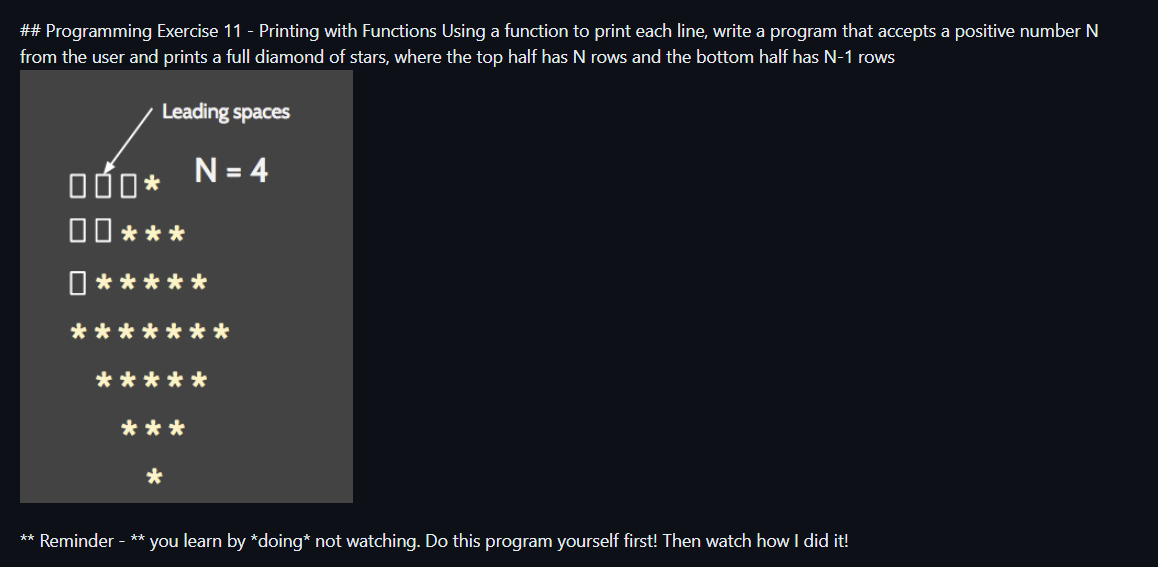 ## Programming Exercise 11 - Printing with Functions Using a function to print each line, write a program that accepts a positive number N
from the user and prints a full diamond of stars, where the top half has N rows and the bottom half has N-1 rows
Leading spaces
N = 4
▯▯▯*
▯▯***
▯*****
*******
*****
***
*
** Reminder - ** you learn by *doing* not watching. Do this program yourself first! Then watch how I did it!